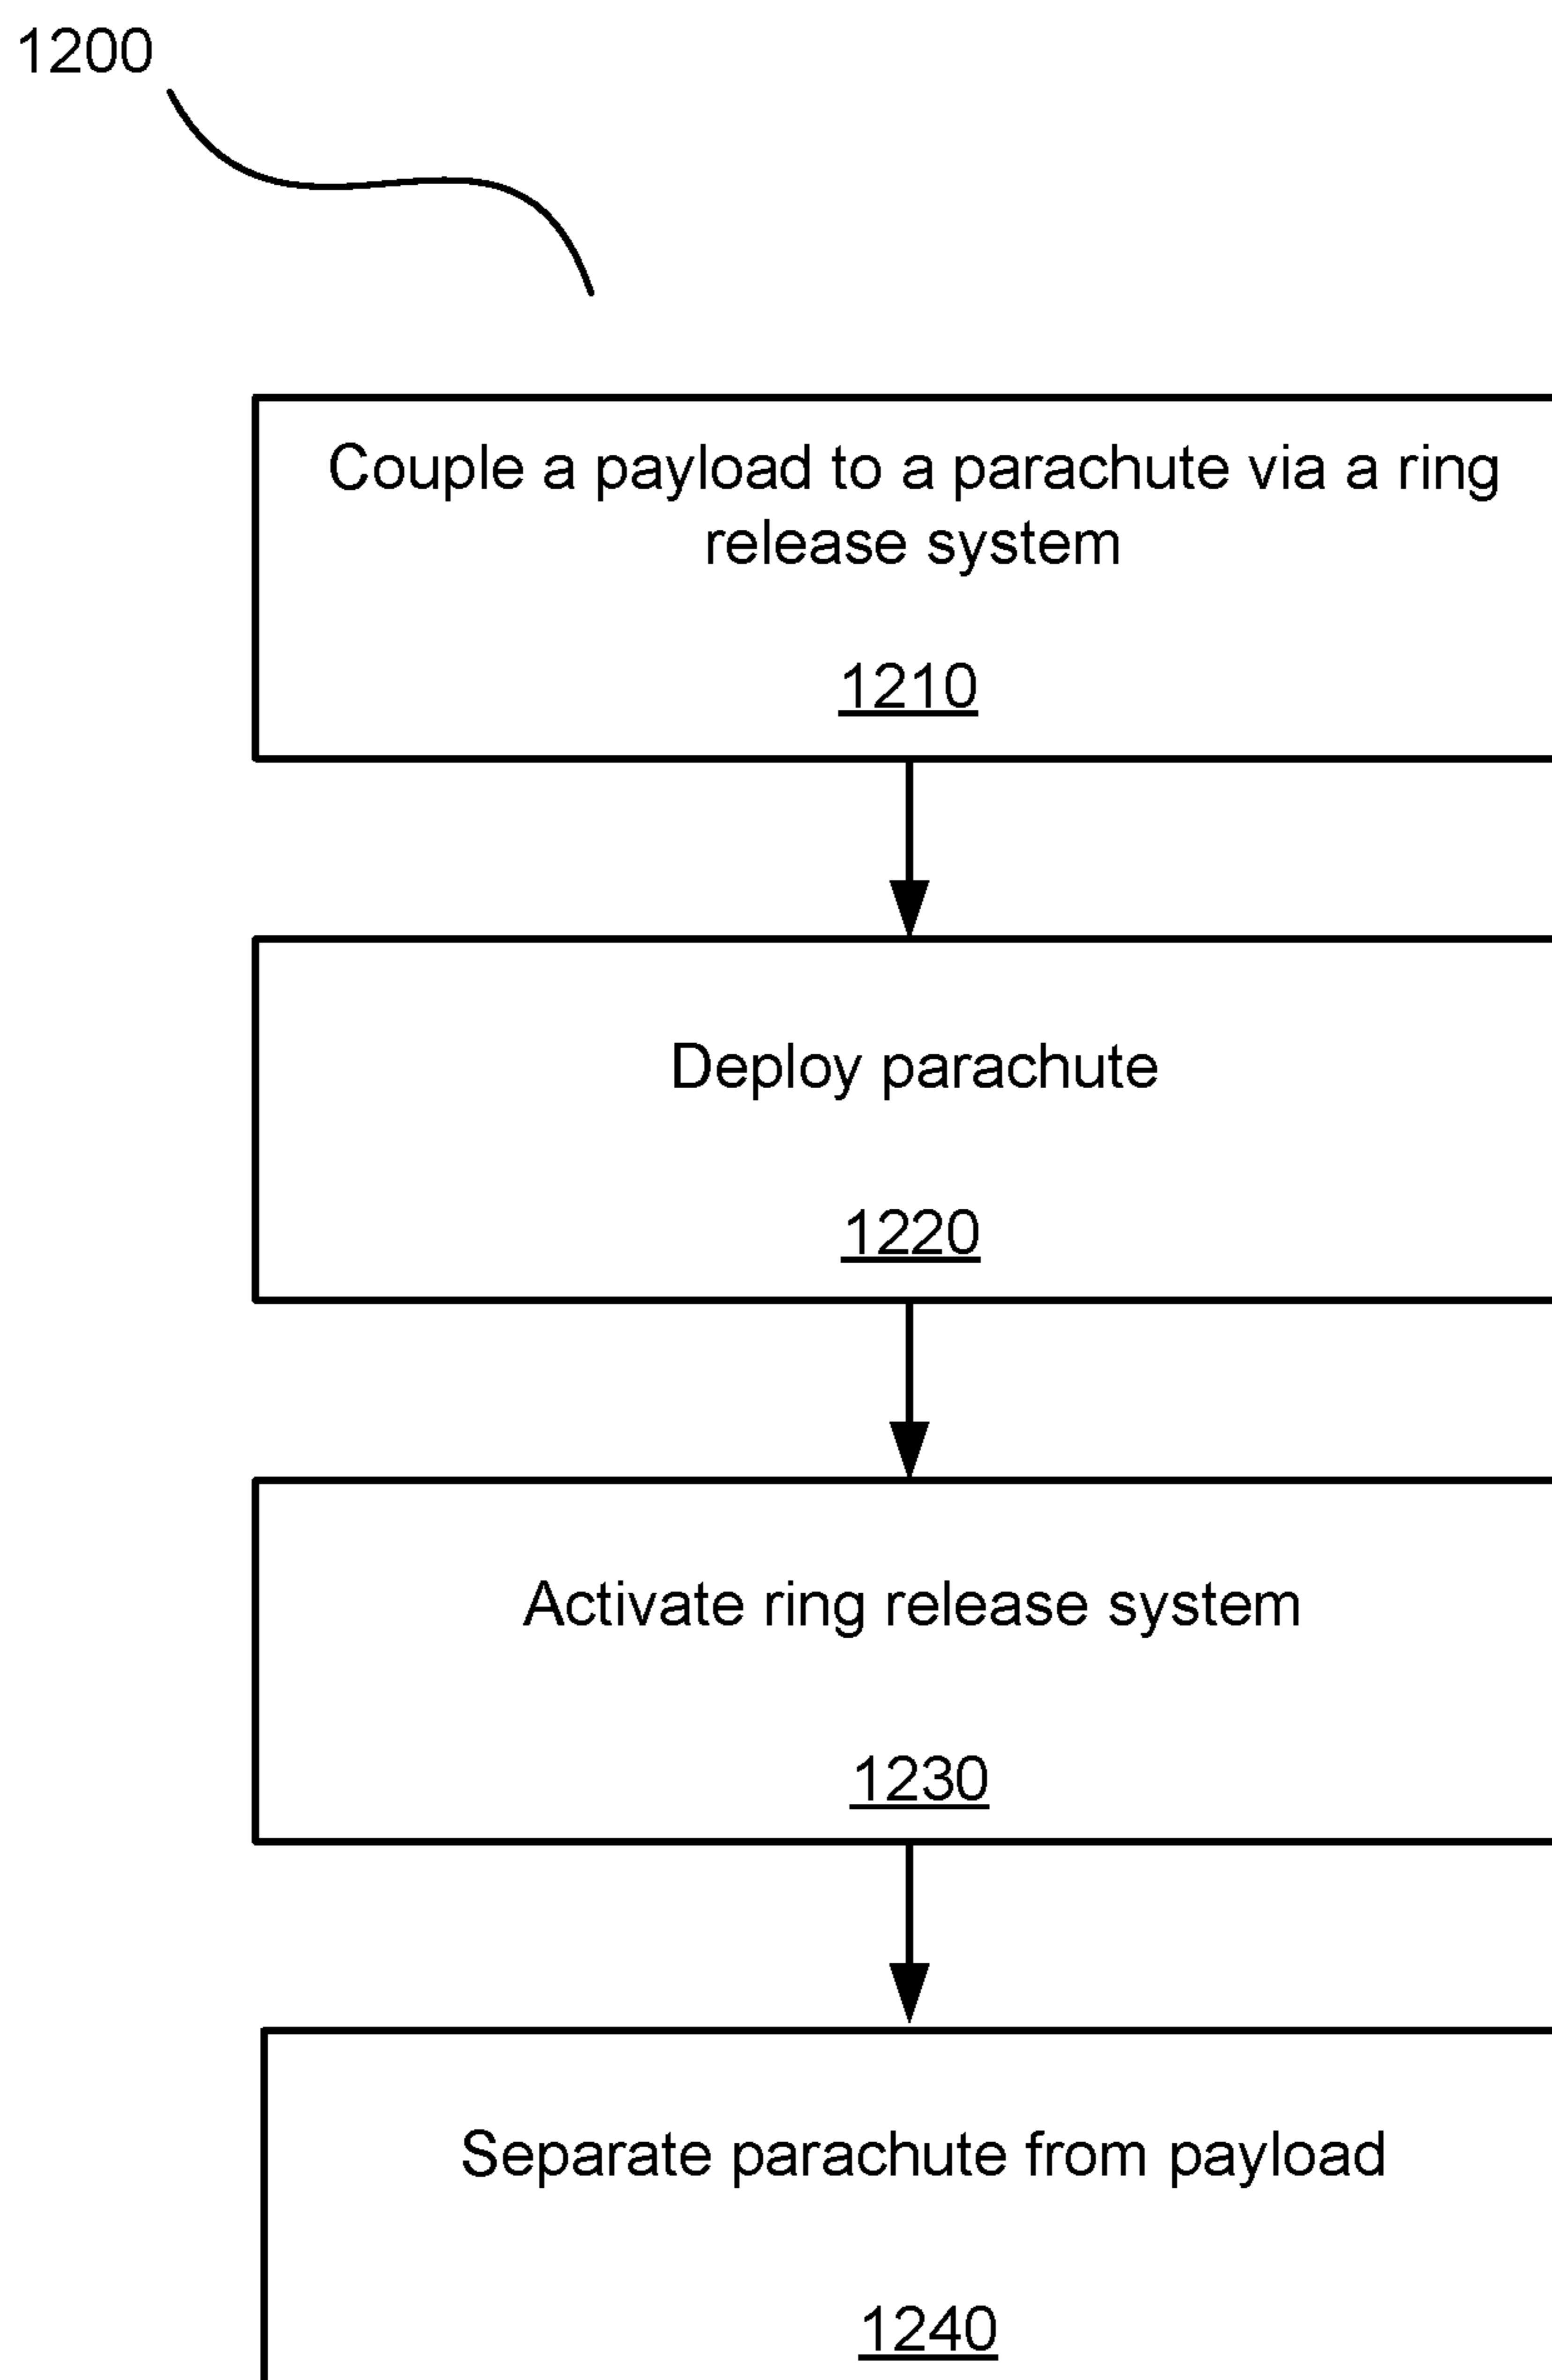 1200
Couple a payload to a parachute via a ring
release system
1210
Deploy parachute
1220
Activate ring release system
1230
Separate parachute from payload
1240